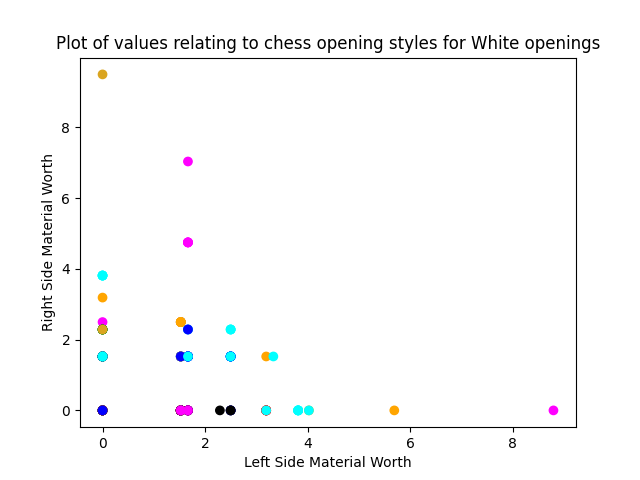 Plot of values relating to chess opening styles for White openings
Right Side Material Worth
8
6
4
2
0
0 2 4 6 8
Left Side Material Worth